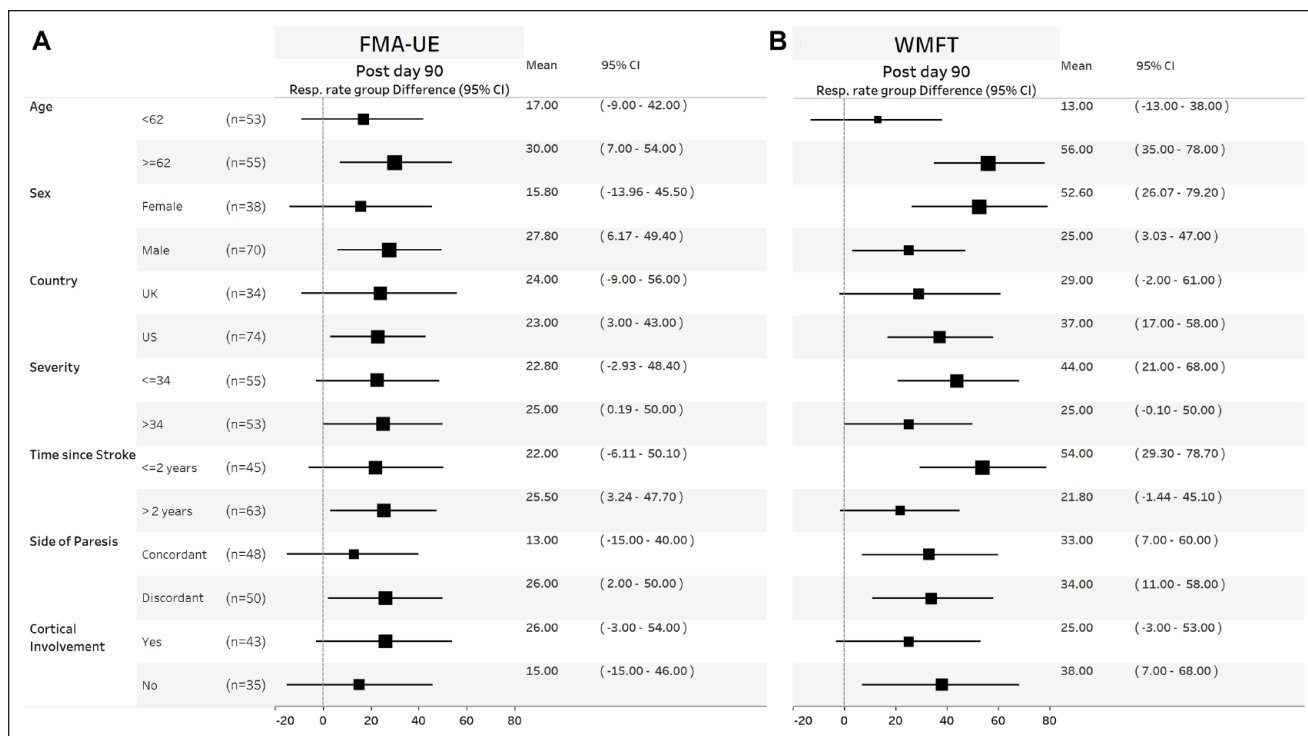 A FMA-UE B WMFT
Post day 90 Mean 95% CI Post day 90 Mean 95% CI
Resp. rate group Difference (95% CI) Resp. rate group Difference (95% CI)
Age
<62 (n=53) 17.00 (-9.00 - 42.00) 13.00 (-13.00 - 38.00)
>=62 (n=55) 30.00 (7.00 - 54.00) 56.00 (35.00 - 78.00)
Sex
Female (n=38) 15.80 (-13.96 - 45.50) 52.60 (26.07 - 79.20)
Male (n=70) 27.80 (6.17 - 49.40) 25.00 (3.03 - 47.00)
Country
UK (n=34) 24.00 (-9.00 - 56.00) 29.00 (-2.00 - 61.00)
US (n=74) 23.00 (3.00 - 43.00) 37.00 (17.00 - 58.00)
Severity
<=34 (n=55) 22.80 (-2.93 - 48.40) 44.00 (21.00 - 68.00)
>34 (n=53) 25.00 (0.19 - 50.00) 25.00 (-0.10 - 50.00)
Time since Stroke
<=2 years (n=45) 22.00 (-6.11 - 50.10) 54.00 (29.30 - 78.70)
>2 years (n=63) 25.50 (3.24 - 47.70) 21.80 (-1.44 - 45.10)
Side of Paresis
Concordant (n=48) 13.00 (-15.00 - 40.00) 33.00 (7.00 - 60.00)
Discordant (n=50) 26.00 (2.00 - 50.00) 34.00 (11.00 - 58.00)
Cortical
Involvement
Yes (n=43) 26.00 (-3.00 - 54.00) 25.00 (-3.00 - 53.00)
No (n=35) 15.00 (-15.00 - 46.00) 38.00 (7.00 - 68.00)
-20 0 20 40 60 80 -20 0 20 40 60 80